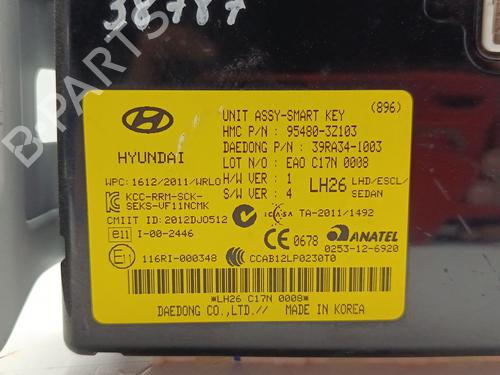 38787
UNIT ASSY-SMART KEY (896)
HMC P/N : 95480-3Z103
HYUNDAI
DAEDONG P/N : 39RA34-1003
LOT N/O : EAO C17N 0008
WPC: 1612/2011/WRLO
H/W VER : 1
S/W VER : 4
LH26 LHD/ESCL/
SEDAN
KCC-RRM-SCK-
SEKS-VF11NCMK
CMIIT ID: 2012DJ0512
ICASA TA-2011/1492
e11 I-00-2446
CE 0678
ANATEL
0253-12-6920
E11 116RI-000348
CCAB12LP0230T0
*LH26 C17N 0008*
DAEDONG CO.,LTD.// MADE IN KOREA